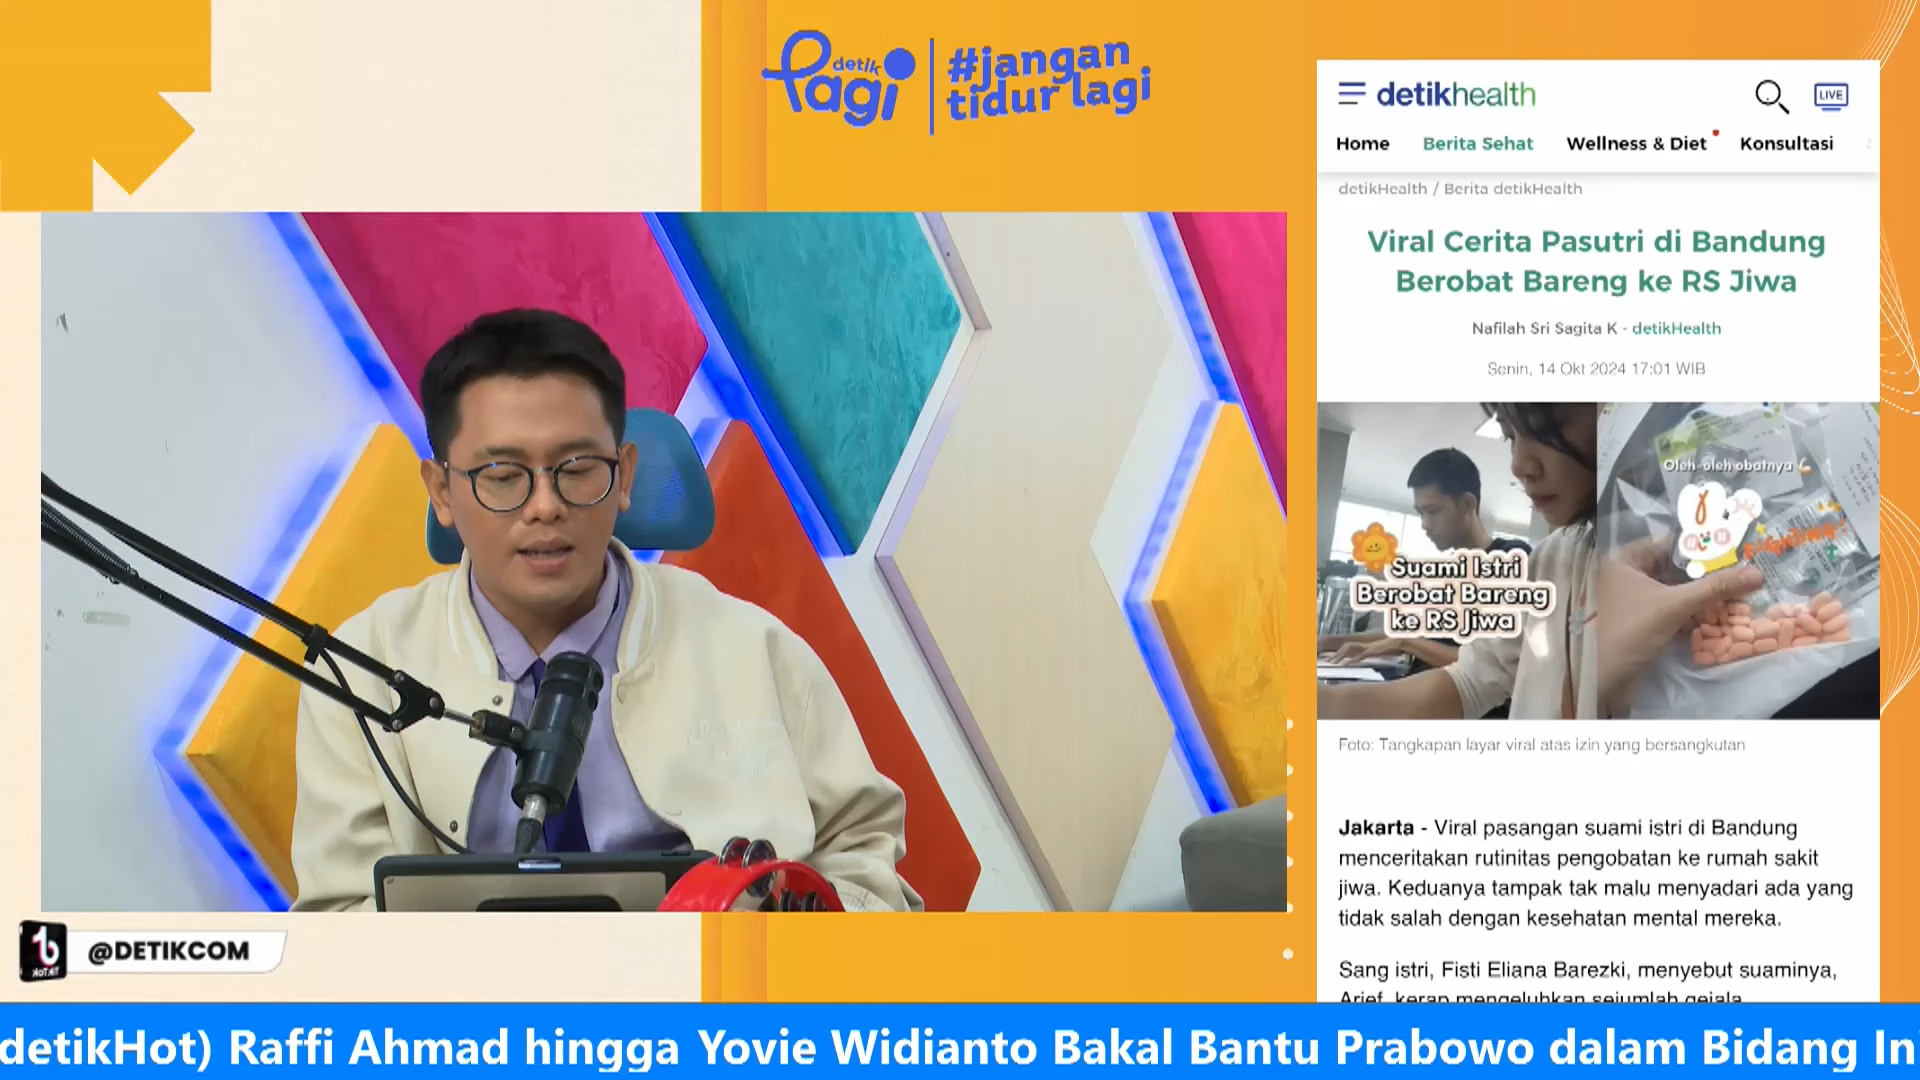 detik
Pagi
#jangan
tidur lagi
detikhealth
LIVE
Home Berita Sehat Wellness & Diet Konsultasi
detikHealth / Berita detikHealth
Viral Cerita Pasutri di Bandung
Berobat Bareng ke RS Jiwa
Nafilah Sri Sagita K - detikHealth
Senin, 14 Okt 2024 17:01 WIB
Oleh-oleh obatnya
Suami Istri
Berobat Bareng
ke RS Jiwa
Foto: Tangkapan layar viral atas izin yang bersangkutan
Jakarta - Viral pasangan suami istri di Bandung
menceritakan rutinitas pengobatan ke rumah sakit
jiwa. Keduanya tampak tak malu menyadari ada yang
tidak salah dengan kesehatan mental mereka.
Sang istri, Fisti Eliana Barezki, menyebut suaminya,
Arief, kerap mengeluhkan sejumlah gejala
@DETIKCOM
detikHot) Raffi Ahmad hingga Yovie Widianto Bakal Bantu Prabowo dalam Bidang In